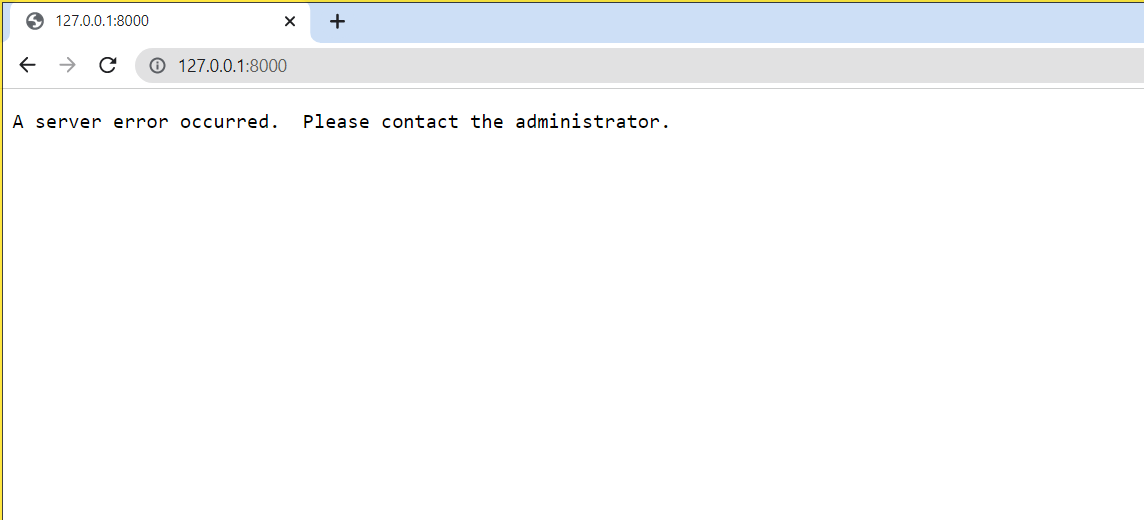 127.0.0.1:8000
127.0.0.1:8000
A server error occurred.  Please contact the administrator.